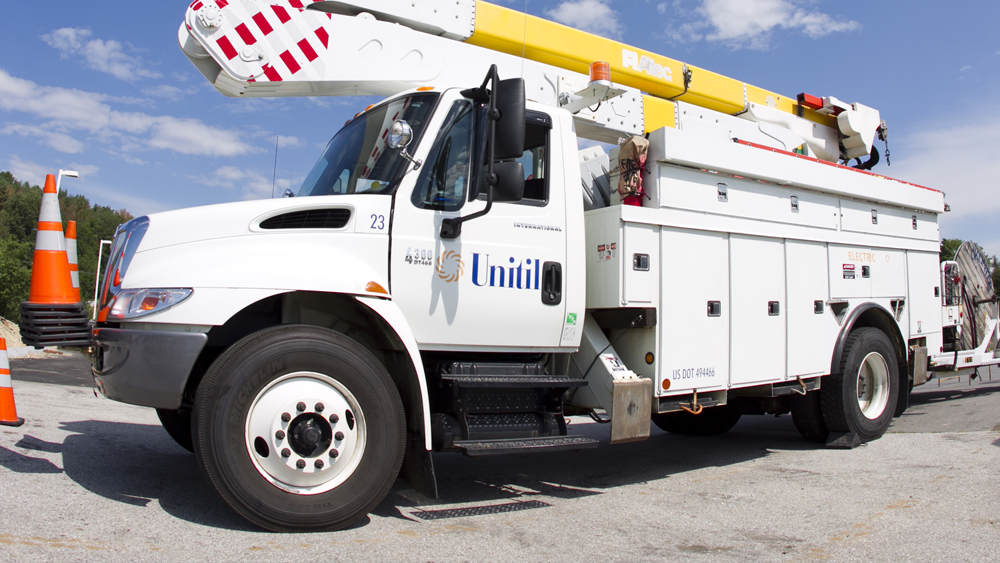 Altec
23
INTERNATIONAL
4300
DT466
Unitil
ELECTRIC
US DOT 494466